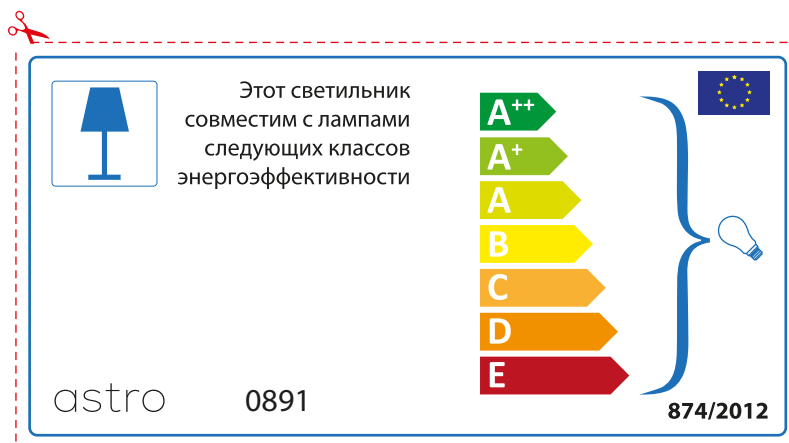 Этот светильник
совместим с лампами
следующих классов
энергоэффективности
A++
A+
A
B
C
D
E
astro
0891
874/2012